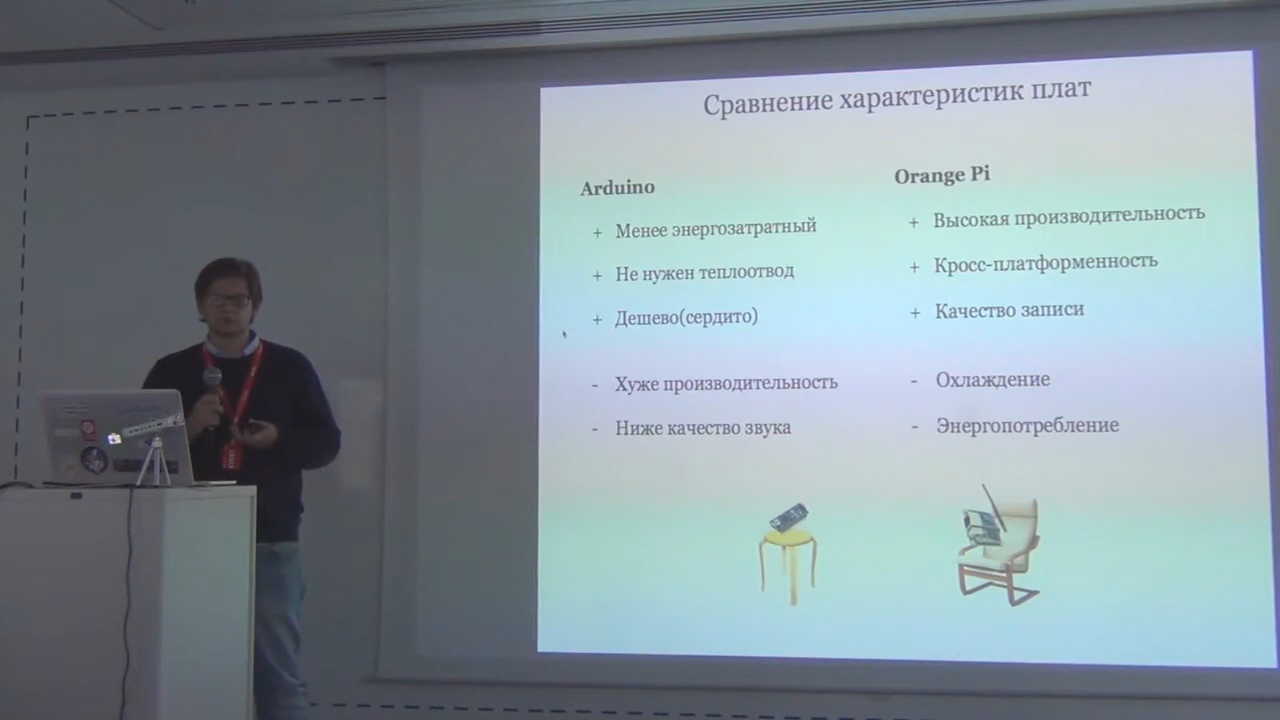 Сравнение характеристик плат
Arduino
+ Менее энергозатратный
+ Не нужен теплоотвод
+ Дешево(сердито)
- Хуже производительность
- Ниже качество звука
Orange Pi
+ Высокая производительность
+ Кросс-платформенность
+ Качество записи
- Охлаждение
- Энергопотребление